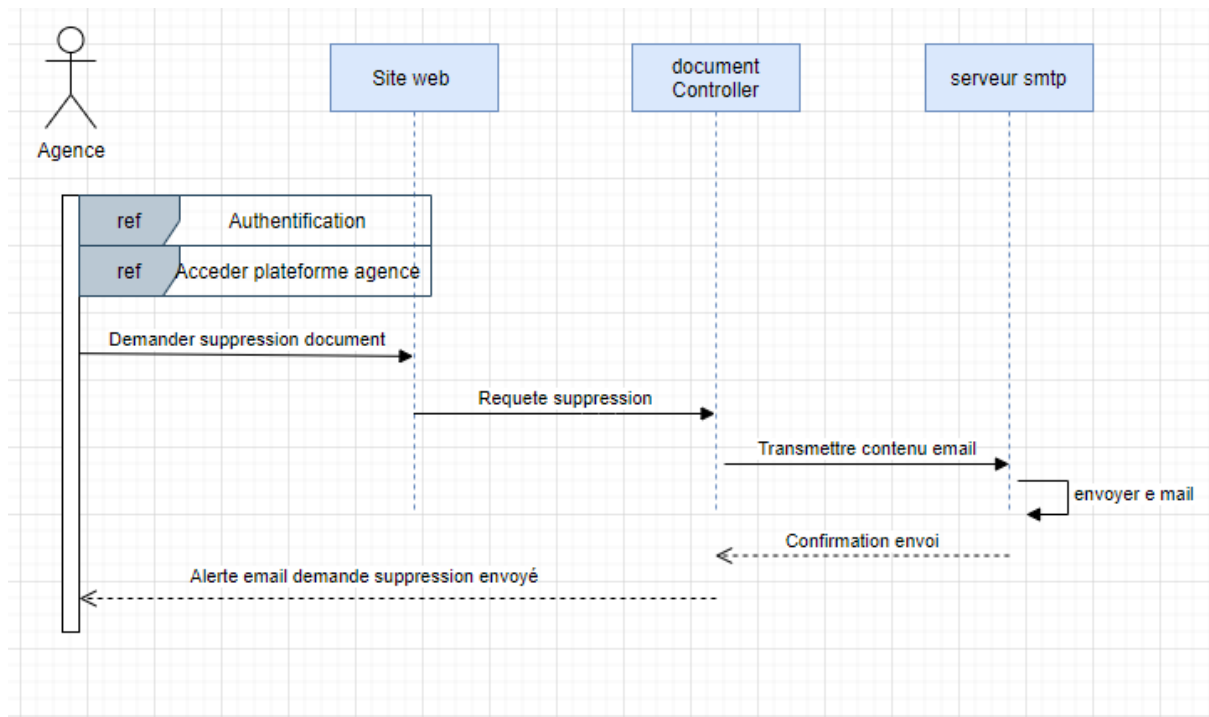 Site web
document
Controller
serveur smtp
Agence
ref
Authentification
ref
Acceder plateforme agence
Demander suppression document
Requete suppression
Transmettre contenu email
envoyer e mail
Confirmation envoi
Alerte email demande suppression envoyé